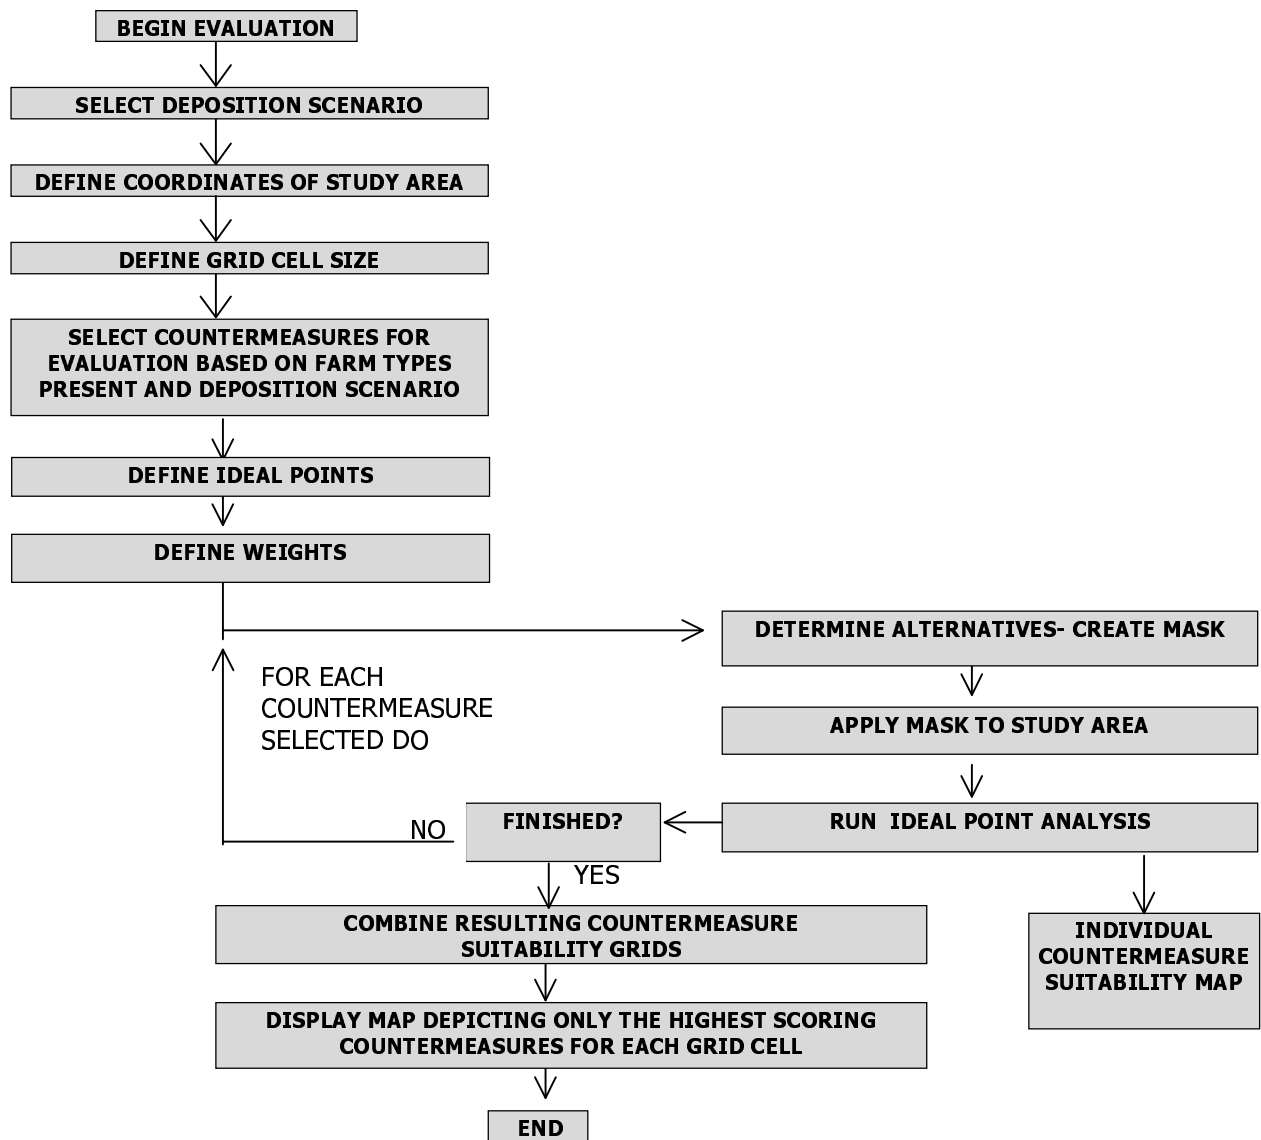 BEGIN EVALUATION
SELECT DEPOSITION SCENARIO
DEFINE COORDINATES OF STUDY AREA
DEFINE GRID CELL SIZE
SELECT COUNTERMEASURES FOR
EVALUATION BASED ON FARM TYPES
PRESENT AND DEPOSITION SCENARIO
DEFINE IDEAL POINTS
DEFINE WEIGHTS
FOR EACH
COUNTERMEASURE
SELECTED DO
DETERMINE ALTERNATIVES- CREATE MASK
APPLY MASK TO STUDY AREA
RUN IDEAL POINT ANALYSIS
INDIVIDUAL
COUNTERMEASURE
SUITABILITY MAP
FINISHED?
NO
YES
COMBINE RESULTING COUNTERMEASURE
SUITABILITY GRIDS
DISPLAY MAP DEPICTING ONLY THE HIGHEST SCORING
COUNTERMEASURES FOR EACH GRID CELL
END